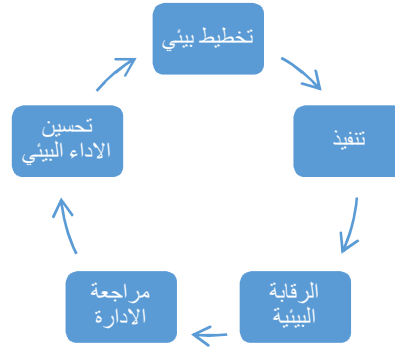 تخطيط بيئي
تنفيذ
الرقابة
البيئية
مراجعة
الادارة
تحسين
الاداء البيئي